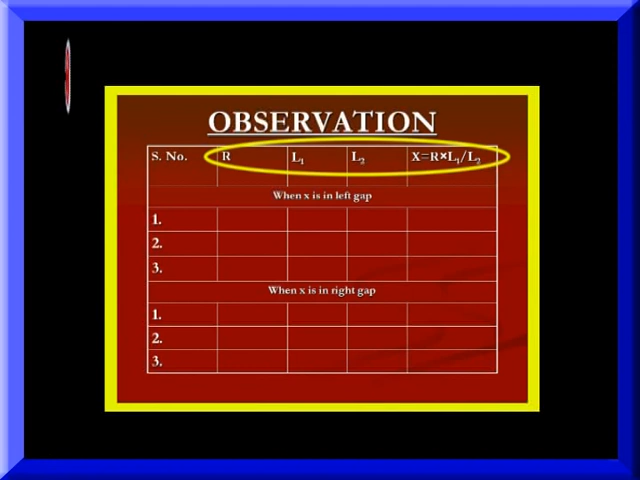 OBSERVATION
S. No. R L₁ L₂ X=R×L₁/L₂
When x is in left gap
1.
2.
3.
When x is in right gap
1.
2.
3.